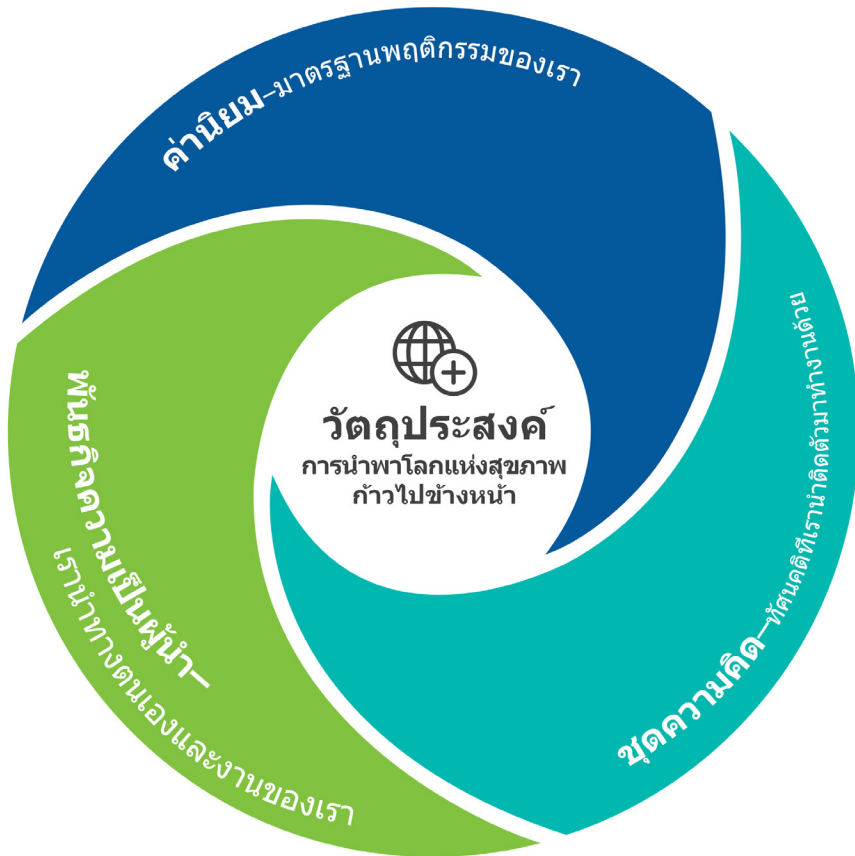 ค่านิยม–มาตรฐานพฤติกรรมของเรา
ชุดความคิด–ทัศนคติที่เรานำติดตัวมาทำงานด้วย
พันธกิจความเป็นผู้นำ–
เรานำทางตนเองและงานของเรา
วัตถุประสงค์
การนำพาโลกแห่งสุขภาพ
ก้าวไปข้างหน้า